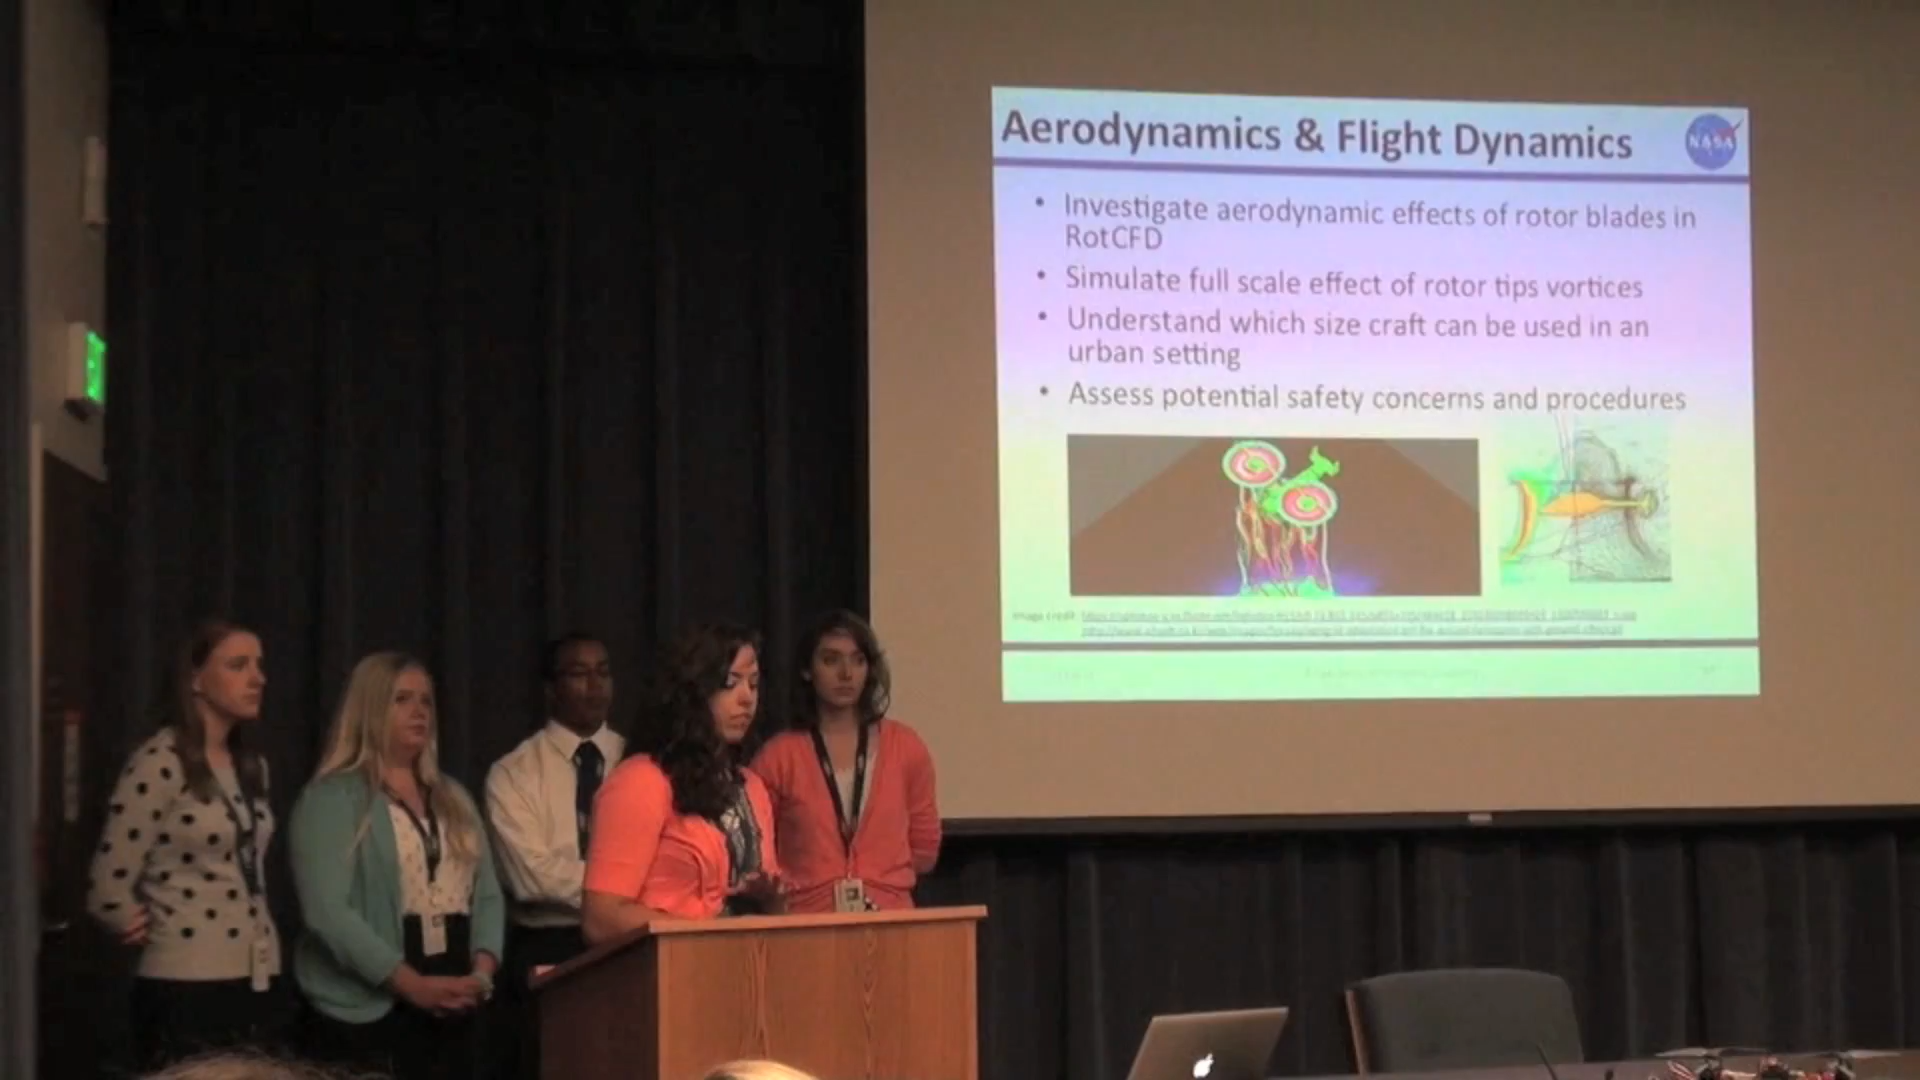 Aerodynamics & Flight Dynamics
NASA
• Investigate aerodynamic effects of rotor blades in
RotCFD
• Simulate full scale effect of rotor tips vortices
• Understand which size craft can be used in an
urban setting
• Assess potential safety concerns and procedures
Image credit: